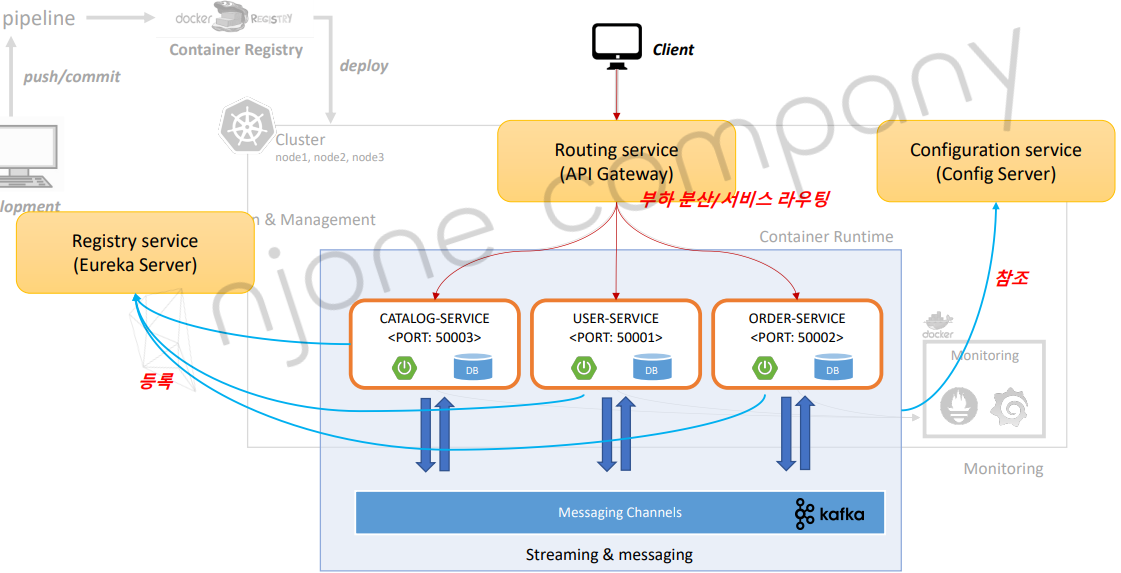 pipeline
docker REGISTRY
Container Registry
push/commit
deploy
Client
Cluster
node1, node2, node3
Routing service
(API Gateway)
부하 분산/서비스 라우팅
Configuration service
(Config Server)
lopment
n & Management
Registry service
(Eureka Server)
Container Runtime
참조
등록
CATALOG-SERVICE
<PORT: 50003>
DB
USER-SERVICE
<PORT: 50001>
DB
ORDER-SERVICE
<PORT: 50002>
DB
docker
Monitoring
Monitoring
Messaging Channels
kafka
Streaming & messaging
njone company